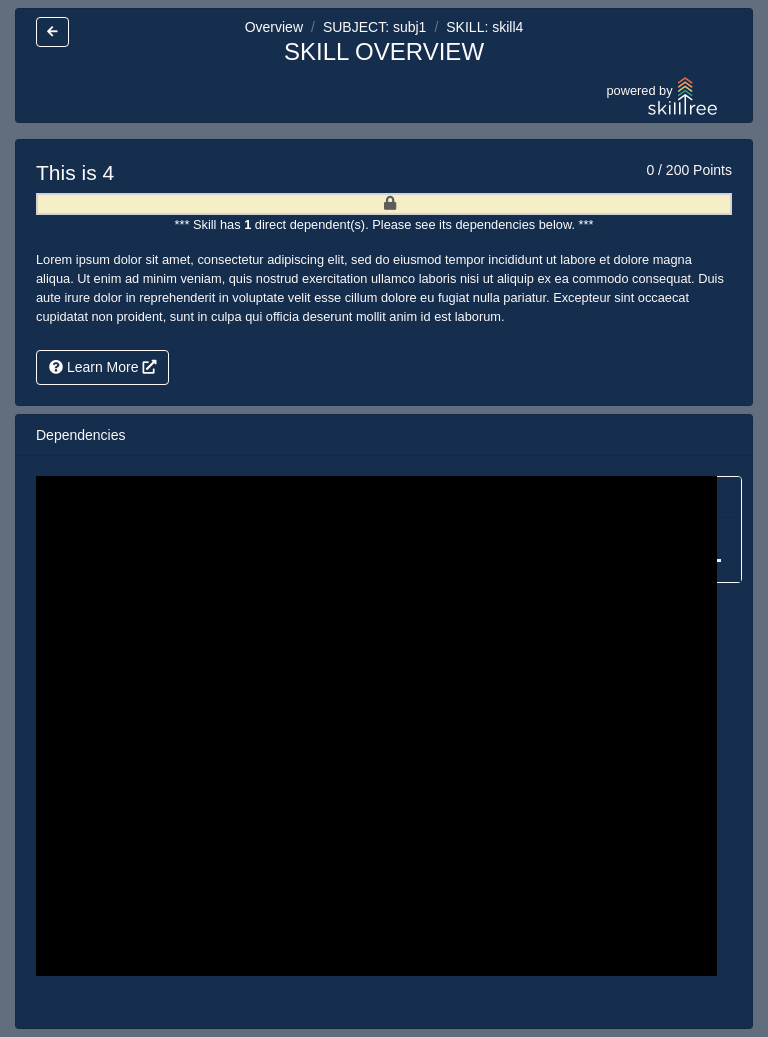 Overview / SUBJECT: subj1 / SKILL: skill4
SKILL OVERVIEW
powered by skilltree
This is 4
0 / 200 Points
*** Skill has 1 direct dependent(s). Please see its dependencies below. ***
Lorem ipsum dolor sit amet, consectetur adipiscing elit, sed do eiusmod tempor incididunt ut labore et dolore magna
aliqua. Ut enim ad minim veniam, quis nostrud exercitation ullamco laboris nisi ut aliquip ex ea commodo consequat. Duis
aute irure dolor in reprehenderit in voluptate velit esse cillum dolore eu fugiat nulla pariatur. Excepteur sint occaecat
cupidatat non proident, sunt in culpa qui officia deserunt mollit anim id est laborum.
Learn More
Dependencies